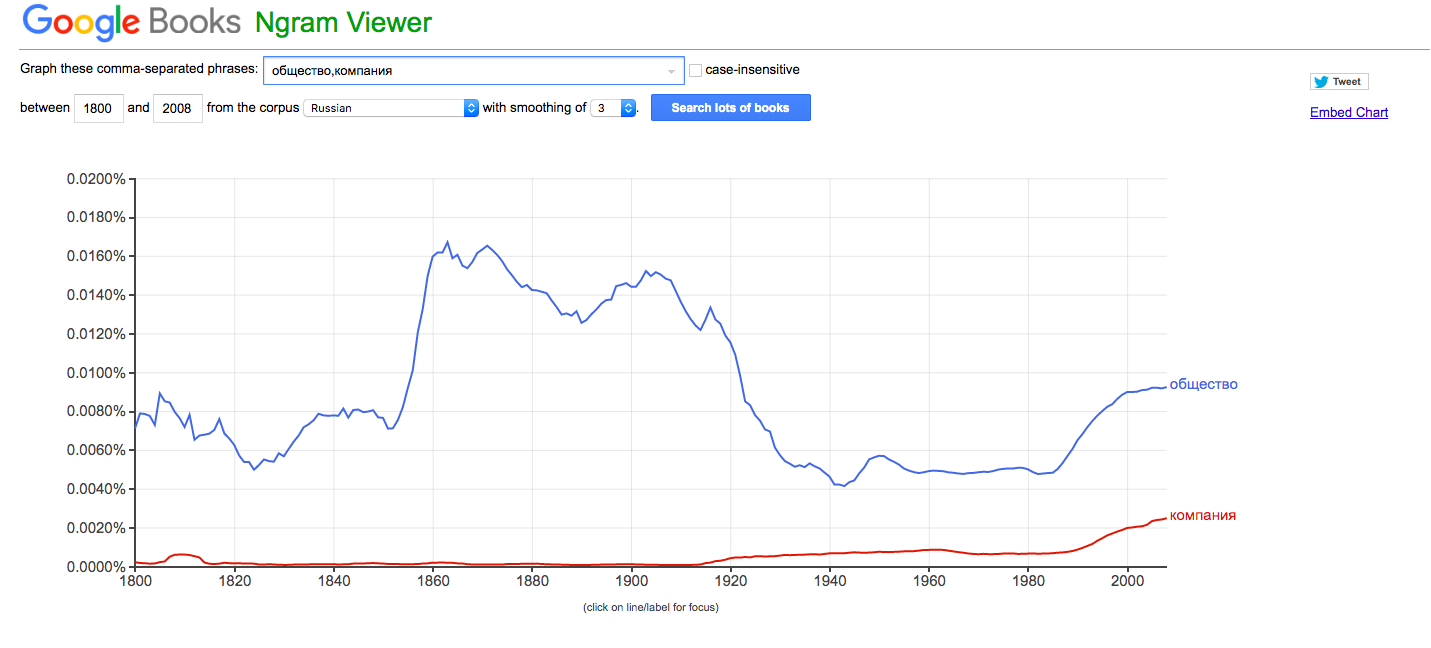 Google Books Ngram Viewer
Graph these comma-separated phrases: общество,компания case-insensitive
between 1800 and 2008 from the corpus Russian with smoothing of 3 . Search lots of books
Tweet
Embed Chart
0.0200%
0.0180%
0.0160%
0.0140%
0.0120%
0.0100%
0.0080%
0.0060%
0.0040%
0.0020%
0.0000%
общество
компания
1800 1820 1840 1860 1880 1900 1920 1940 1960 1980 2000
(click on line/label for focus)